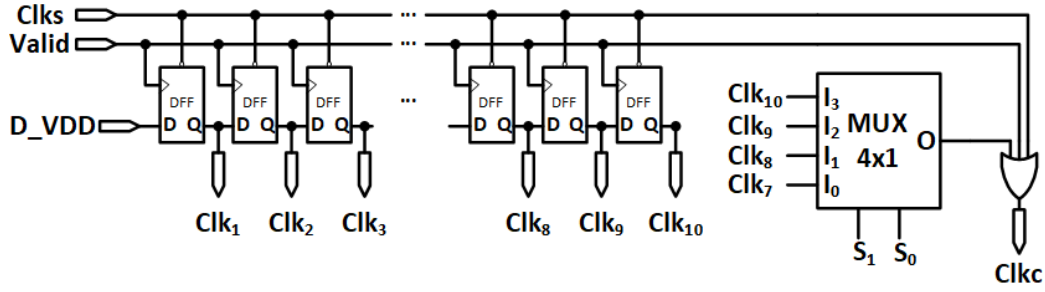 Clks ...
Valid ...
DFF DFF DFF ... DFF DFF DFF
D_VDD D Q D Q D Q D Q D Q D Q
Clk₁ Clk₂ Clk₃ Clk₈ Clk₉ Clk₁₀
Clk₁₀ I₃
Clk₉ I₂ MUX O
Clk₈ I₁ 4x1
Clk₇ I₀
S₁ S₀
Clkc